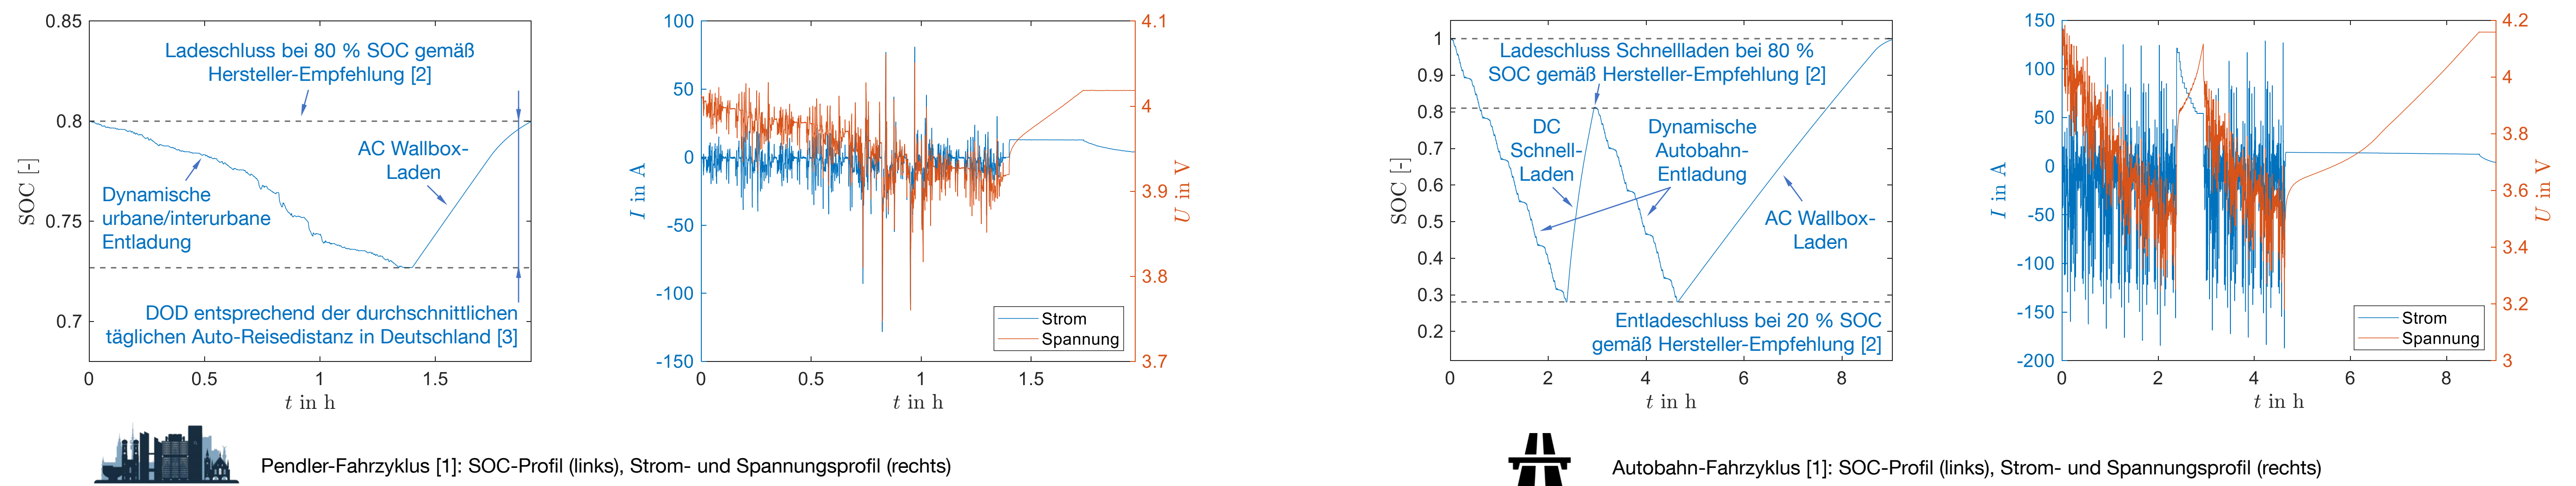 0.85
0.8
0.75
0.7
SOC [-]
Ladeschluss bei 80 % SOC gemäß
Hersteller-Empfehlung [2]
AC Wallbox-
Laden
Dynamische
urbane/interurbane
Entladung
DOD entsprechend der durchschnittlichen
täglichen Auto-Reisedistanz in Deutschland [3]
0 0.5 1 1.5
t in h
100
50
0
-50
-100
-150
I in A
4.1
4
3.9
3.8
3.7
U in V
Strom
Spannung
0 0.5 1 1.5
t in h
Pendler-Fahrzyklus [1]: SOC-Profil (links), Strom- und Spannungsprofil (rechts)
1
0.9
0.8
0.7
0.6
0.5
0.4
0.3
0.2
SOC [-]
Ladeschluss Schnellladen bei 80 %
SOC gemäß Hersteller-Empfehlung [2]
DC
Schnell-
Laden
Dynamische
Autobahn-
Entladung
AC Wallbox-
Laden
Entladeschluss bei 20 % SOC
gemäß Hersteller-Empfehlung [2]
0 2 4 6 8
t in h
150
100
50
0
-50
-100
-150
-200
I in A
4.2
4
3.8
3.6
3.4
3.2
3
U in V
Strom
Spannung
0 2 4 6 8
t in h
Autobahn-Fahrzyklus [1]: SOC-Profil (links), Strom- und Spannungsprofil (rechts)